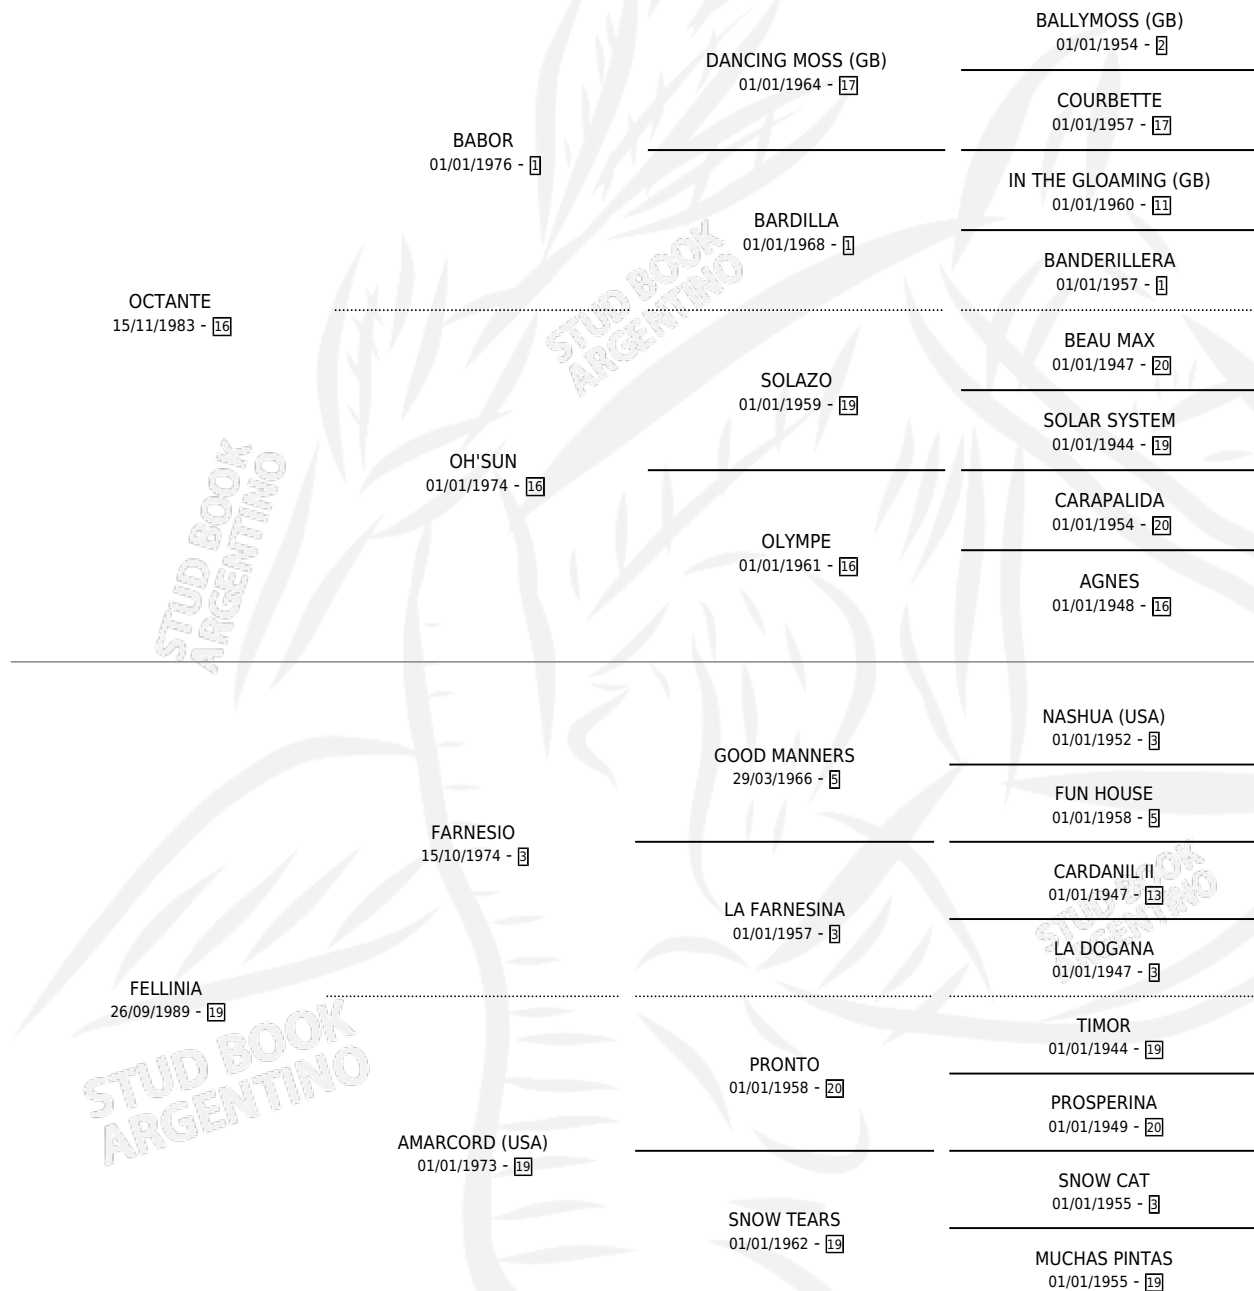 BALLYMOSS (GB)
01/01/1954 - 2
DANCING MOSS (GB)
01/01/1964 - 17
COURBETTE
01/01/1957 - 17
BABOR
01/01/1976 - 1
IN THE GLOAMING (GB)
01/01/1960 - 11
BARDILLA
01/01/1968 - 1
BANDERILLERA
01/01/1957 - 1
OCTANTE
15/11/1983 - 16
BEAU MAX
01/01/1947 - 20
SOLAZO
01/01/1959 - 19
SOLAR SYSTEM
01/01/1944 - 19
OH'SUN
01/01/1974 - 16
CARAPALIDA
01/01/1954 - 20
OLYMPE
01/01/1961 - 16
AGNES
01/01/1948 - 16
NASHUA (USA)
01/01/1952 - 3
GOOD MANNERS
29/03/1966 - 5
FUN HOUSE
01/01/1958 - 5
FARNESIO
15/10/1974 - 3
CARDANIL II
01/01/1947 - 13
LA FARNESINA
01/01/1957 - 3
LA DOGANA
01/01/1947 - 3
FELLINIA
26/09/1989 - 19
TIMOR
01/01/1944 - 19
PRONTO
01/01/1958 - 20
PROSPERINA
01/01/1949 - 20
AMARCORD (USA)
01/01/1973 - 19
SNOW CAT
01/01/1955 - 3
SNOW TEARS
01/01/1962 - 19
MUCHAS PINTAS
01/01/1955 - 19
STUD BOOK
ARGENTINO
STUD BOOK
ARGENTINO
STUD BOOK
ARGENTINO
STUD BOOK
ARGENTINO